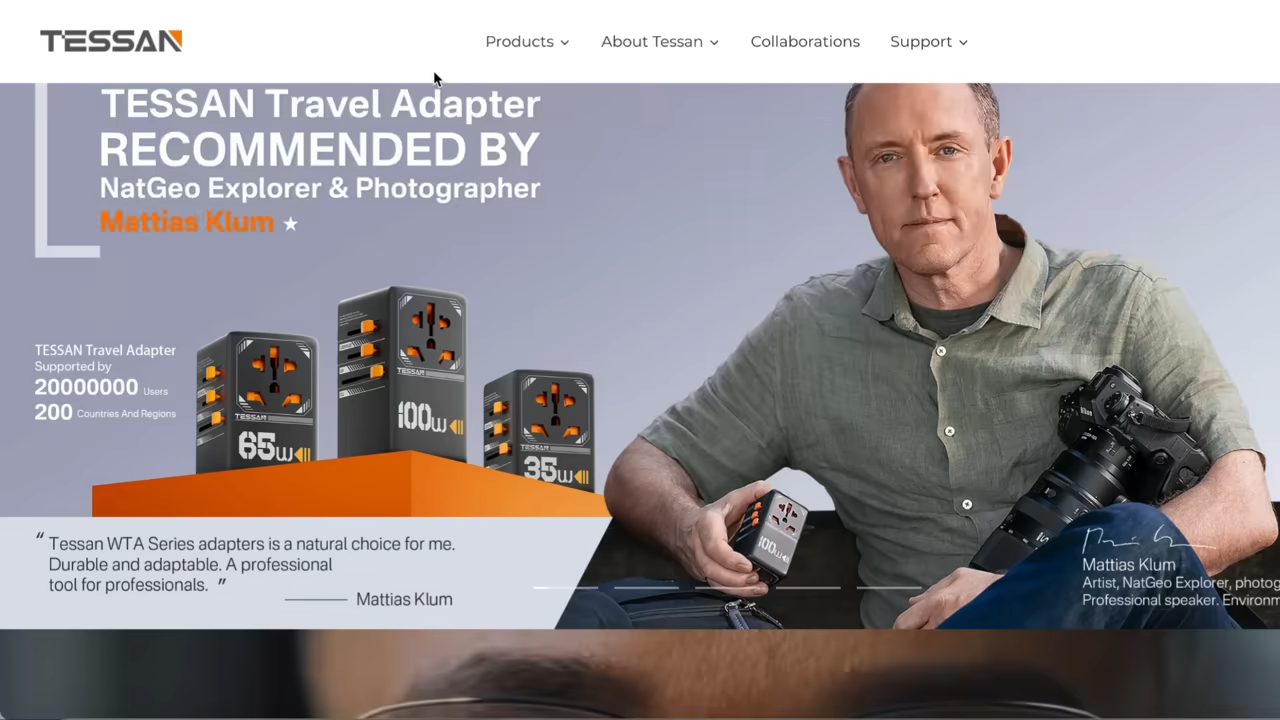 TESSAN
Products
About Tessan
Collaborations
Support
TESSAN Travel Adapter
RECOMMENDED BY
NatGeo Explorer & Photographer
Mattias Klum
TESSAN Travel Adapter
Supported by
20000000 Users
200 Countries And Regions
TESSAN
65W
TESSAN
100W
TESSAN
35W
100W
Nikon
“ Tessan WTA Series adapters is a natural choice for me.
Durable and adaptable. A professional
tool for professionals. ”
Mattias Klum
Mattias Klum
Artist, NatGeo Explorer, photog
Professional speaker. Environm